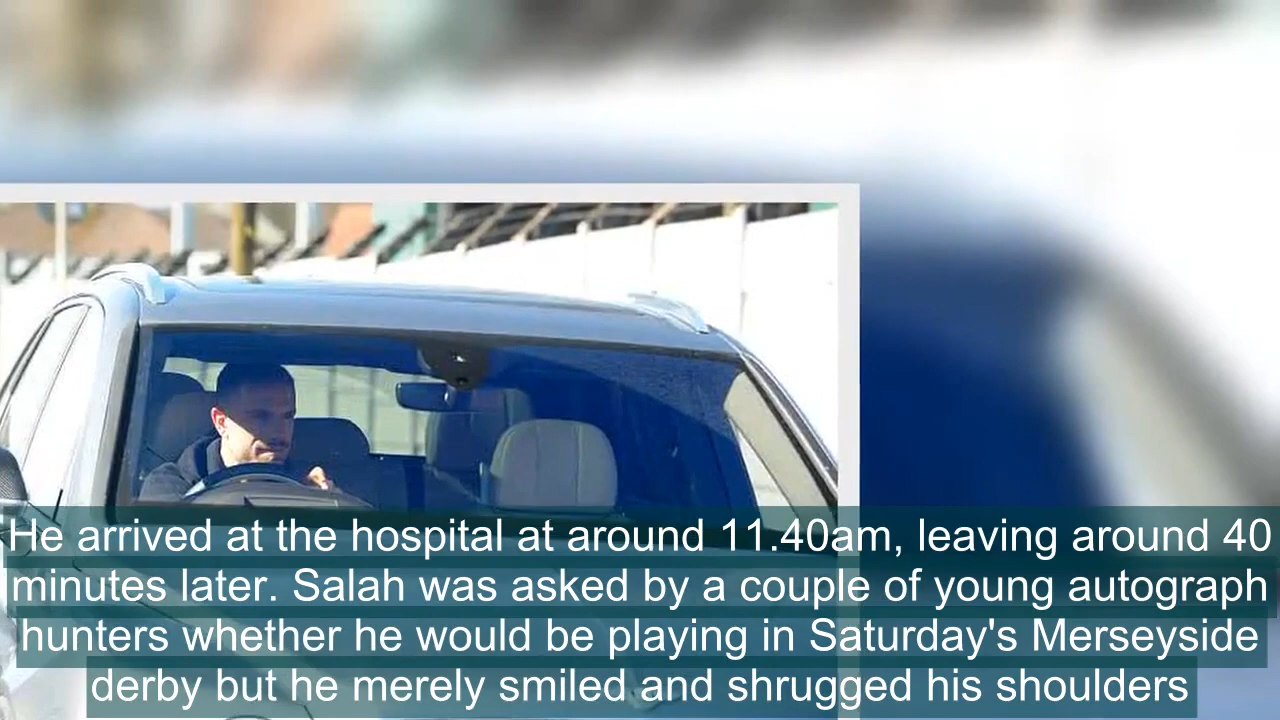 He arrived at the hospital at around 11.40am, leaving around 40
minutes later. Salah was asked by a couple of young autograph
hunters whether he would be playing in Saturday's Merseyside
derby but he merely smiled and shrugged his shoulders